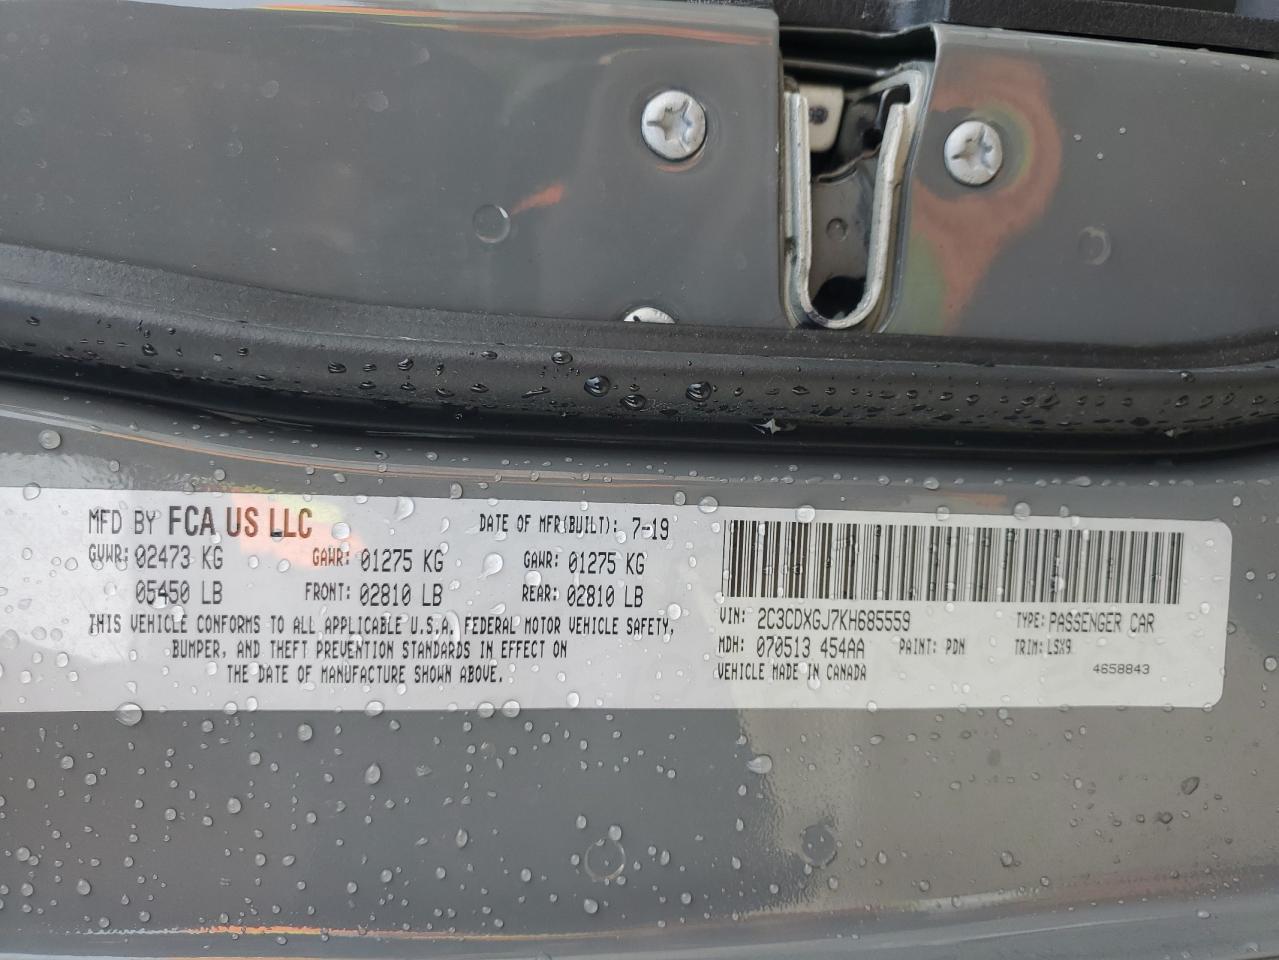 MFD BY FCA US LLC DATE OF MFR(BUILT): 7-19
GVWR: 02473 KG GAWR: 01275 KG GAWR: 01275 KG
05450 LB FRONT: 02810 LB REAR: 02810 LB
THIS VEHICLE CONFORMS TO ALL APPLICABLE U.S.A. FEDERAL MOTOR VEHICLE SAFETY,
BUMPER, AND THEFT PREVENTION STANDARDS IN EFFECT ON
THE DATE OF MANUFACTURE SHOWN ABOVE.
VIN: 2C3CDXGJ7KH685559 TYPE: PASSENGER CAR
MDH: 070513 454AA PAINT: PDN TRIM: LSX9
VEHICLE MADE IN CANADA 4658843